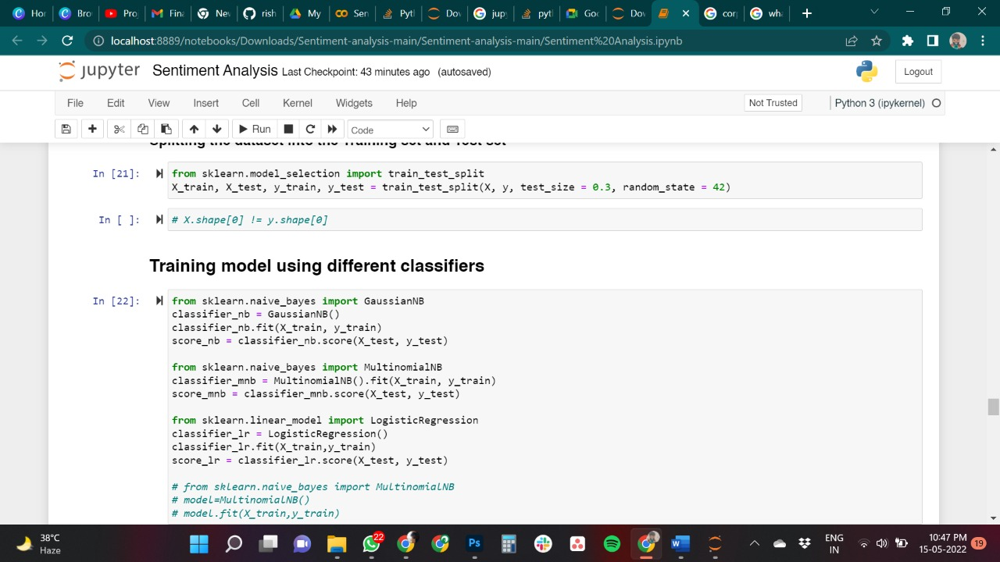 Hor
Bro
Proj
Fina
Nev
rish
My
Sen
Pyt
Dov
jup
pytl
Goc
Dov
cor
wha
localhost:8889/notebooks/Downloads/Sentiment-analysis-main/Sentiment-analysis-main/Sentiment%20Analysis.ipynb
jupyter Sentiment Analysis Last Checkpoint: 43 minutes ago (autosaved)
Logout
File Edit View Insert Cell Kernel Widgets Help
Not Trusted
Python 3 (ipykernel)
Run
Code
Splitting the dataset into the Training set and Test set
In [21]:
from sklearn.model_selection import train_test_split
X_train, X_test, y_train, y_test = train_test_split(X, y, test_size = 0.3, random_state = 42)
In [ ]:
# X.shape[0] != y.shape[0]
Training model using different classifiers
In [22]:
from sklearn.naive_bayes import GaussianNB
classifier_nb = GaussianNB()
classifier_nb.fit(X_train, y_train)
score_nb = classifier_nb.score(X_test, y_test)
from sklearn.naive_bayes import MultinomialNB
classifier_mnb = MultinomialNB().fit(X_train, y_train)
score_mnb = classifier_mnb.score(X_test, y_test)
from sklearn.linear_model import LogisticRegression
classifier_lr = LogisticRegression()
classifier_lr.fit(X_train,y_train)
score_lr = classifier_lr.score(X_test, y_test)
# from sklearn.naive_bayes import MultinomialNB
# model=MultinomialNB()
# model.fit(X_train,y_train)
38°C
Haze
22
Ps
ENG
IN
10:47 PM
15-05-2022
19